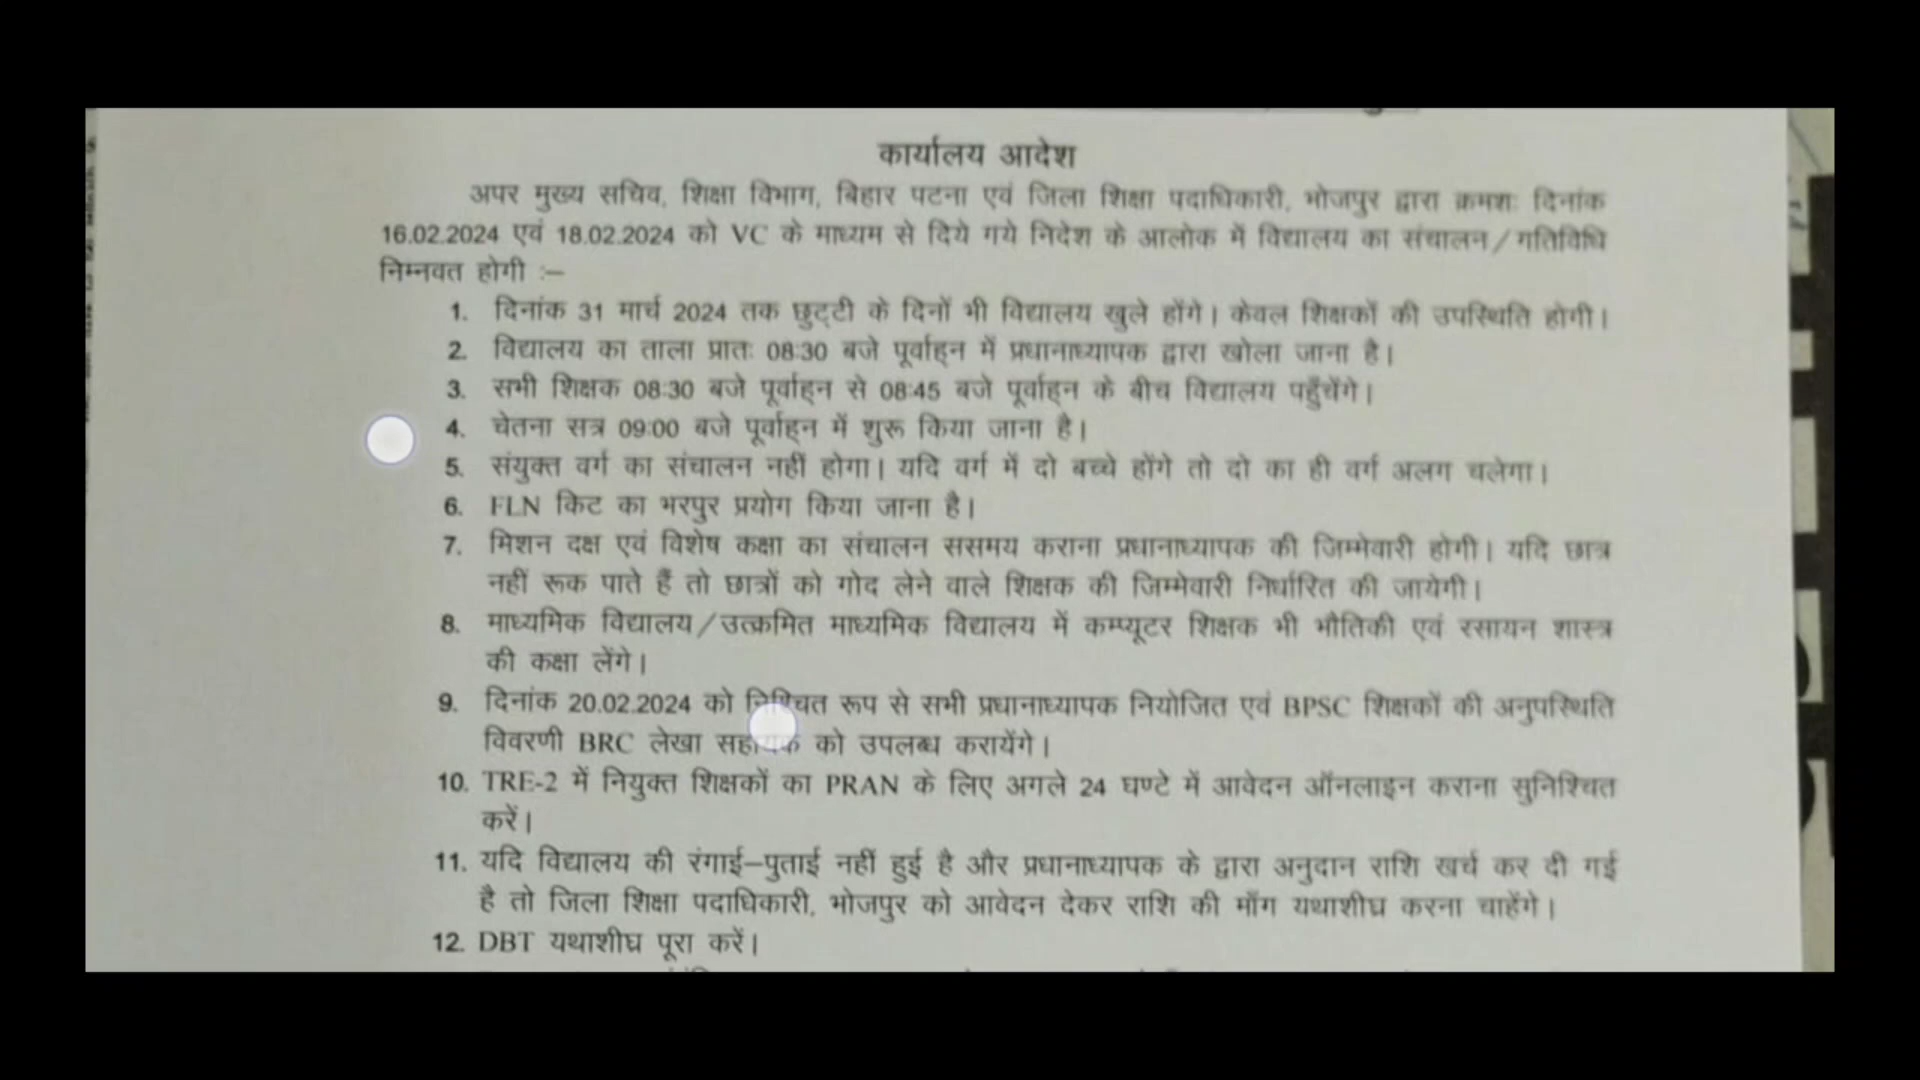 कार्यालय आदेश
अपर मुख्य सचिव, शिक्षा विभाग, बिहार पटना एवं जिला शिक्षा पदाधिकारी, भोजपुर द्वारा क्रमशः दिनांक
16.02.2024 एवं 18.02.2024 को VC के माध्यम से दिये गये निदेश के आलोक में विद्यालय का संचालन/गतिविधि
निम्नवत होगी :–
1. दिनांक 31 मार्च 2024 तक छुट्टी के दिनों भी विद्यालय खुले होंगे। केवल शिक्षकों की उपस्थिति होगी।
2. विद्यालय का ताला प्रातः 08:30 बजे पूर्वाह्न में प्रधानाध्यापक द्वारा खोला जाना है।
3. सभी शिक्षक 08:30 बजे पूर्वाह्न से 08:45 बजे पूर्वाह्न के बीच विद्यालय पहुँचेंगे।
4. चेतना सत्र 09:00 बजे पूर्वाह्न में शुरू किया जाना है।
5. संयुक्त वर्ग का संचालन नहीं होगा। यदि वर्ग में दो बच्चे होंगे तो दो का ही वर्ग अलग चलेगा।
6. FLN किट का भरपुर प्रयोग किया जाना है।
7. मिशन दक्ष एवं विशेष कक्षा का संचालन ससमय कराना प्रधानाध्यापक की जिम्मेवारी होगी। यदि छात्र
नहीं रूक पाते हैं तो छात्रों को गोद लेने वाले शिक्षक की जिम्मेवारी निर्धारित की जायेगी।
8. माध्यमिक विद्यालय/उत्क्रमित माध्यमिक विद्यालय में कम्प्यूटर शिक्षक भी भौतिकी एवं रसायन शास्त्र
की कक्षा लेंगे।
9. दिनांक 20.02.2024 को निश्चित रूप से सभी प्रधानाध्यापक नियोजित एवं BPSC शिक्षकों की अनुपस्थिति
विवरणी BRC लेखा सहायक को उपलब्ध करायेंगे।
10. TRE-2 में नियुक्त शिक्षकों का PRAN के लिए अगले 24 घण्टे में आवेदन ऑनलाइन कराना सुनिश्चित
करें।
11. यदि विद्यालय की रंगाई–पुताई नहीं हुई है और प्रधानाध्यापक के द्वारा अनुदान राशि खर्च कर दी गई
है तो जिला शिक्षा पदाधिकारी, भोजपुर को आवेदन देकर राशि की माँग यथाशीघ्र करना चाहेंगे।
12. DBT यथाशीघ्र पूरा करें।